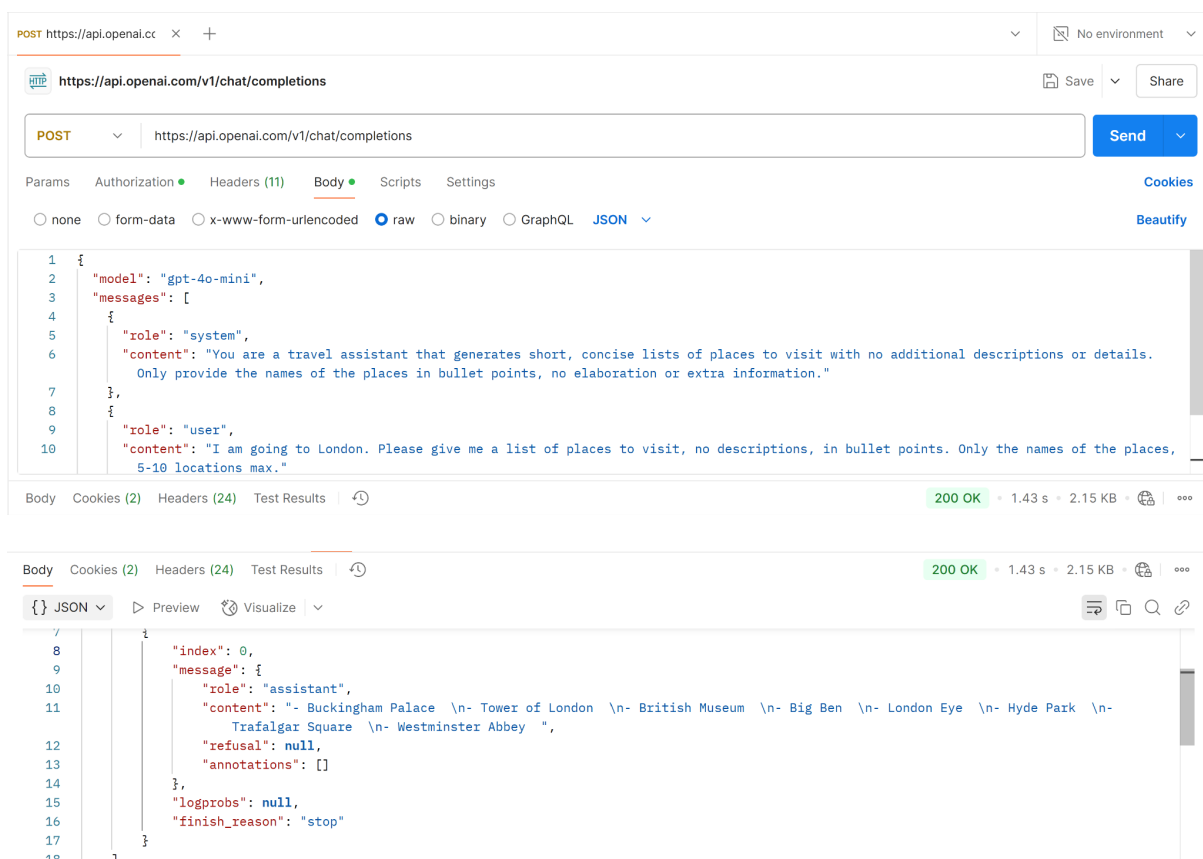 POST https://api.openai.cc
No environment
HTTP https://api.openai.com/v1/chat/completions
Save
Share
POST https://api.openai.com/v1/chat/completions
Send
Params Authorization Headers (11) Body Scripts Settings Cookies
none form-data x-www-form-urlencoded raw binary GraphQL JSON Beautify
1 {
2 "model": "gpt-4o-mini",
3 "messages": [
4 {
5 "role": "system",
6 "content": "You are a travel assistant that generates short, concise lists of places to visit with no additional descriptions or details.
Only provide the names of the places in bullet points, no elaboration or extra information."
7 },
8 {
9 "role": "user",
10 "content": "I am going to London. Please give me a list of places to visit, no descriptions, in bullet points. Only the names of the places,
5-10 locations max."
Body Cookies (2) Headers (24) Test Results 200 OK 1.43 s 2.15 KB
Body Cookies (2) Headers (24) Test Results 200 OK 1.43 s 2.15 KB
{} JSON Preview Visualize
7 {
8 "index": 0,
9 "message": {
10 "role": "assistant",
11 "content": "- Buckingham Palace  \n- Tower of London  \n- British Museum  \n- Big Ben  \n- London Eye  \n- Hyde Park  \n-
Trafalgar Square  \n- Westminster Abbey  ",
12 "refusal": null,
13 "annotations": []
14 },
15 "logprobs": null,
16 "finish_reason": "stop"
17 }
18 ]